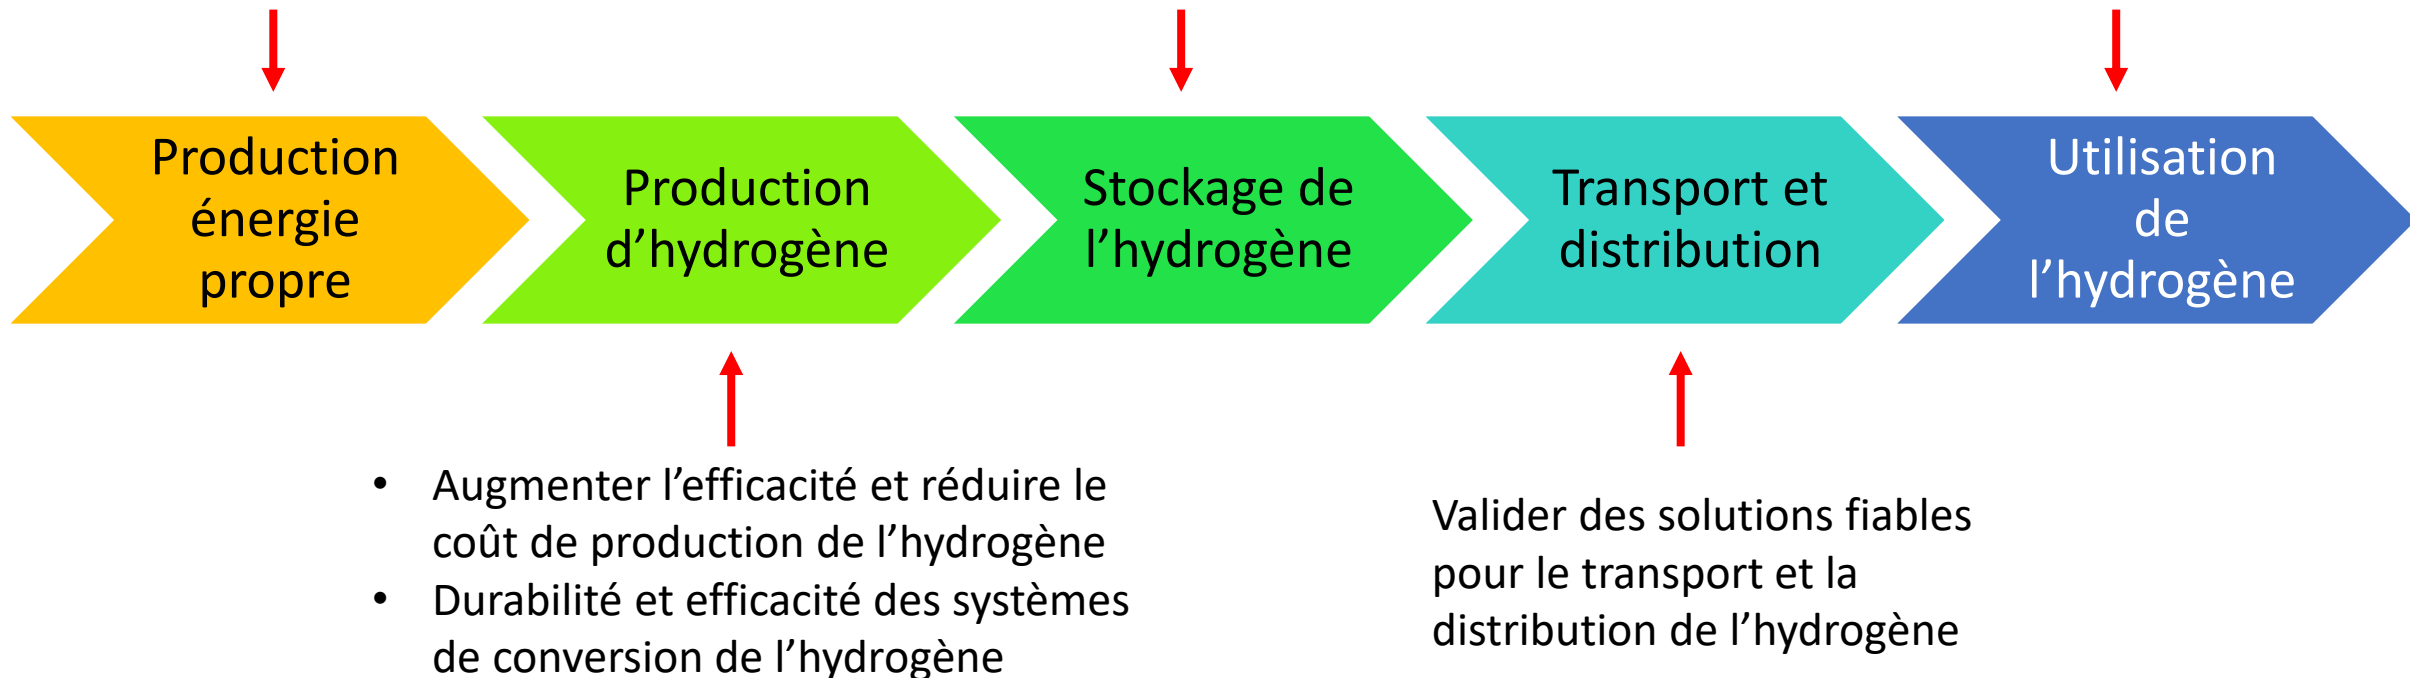 Production
énergie
propre
Production
d’hydrogène
Stockage de
l’hydrogène
Transport et
distribution
Utilisation
de
l’hydrogène
• Augmenter l’efficacité et réduire le
coût de production de l’hydrogène
• Durabilité et efficacité des systèmes
de conversion de l’hydrogène
Valider des solutions fiables
pour le transport et la
distribution de l’hydrogène